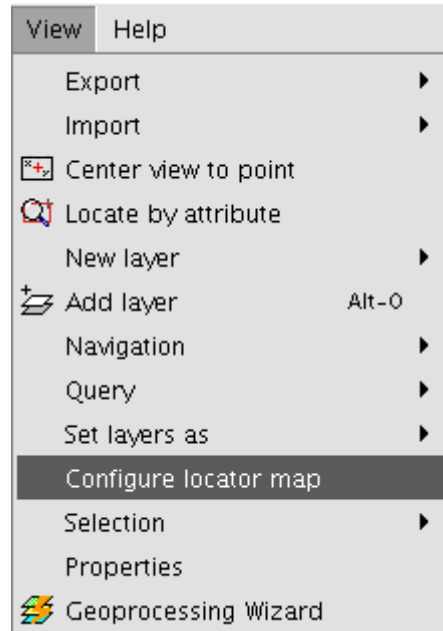 View Help
Export
Import
Center view to point
Locate by attribute
New layer
Add layer Alt-O
Navigation
Query
Set layers as
Configure locator map
Selection
Properties
Geoprocessing Wizard